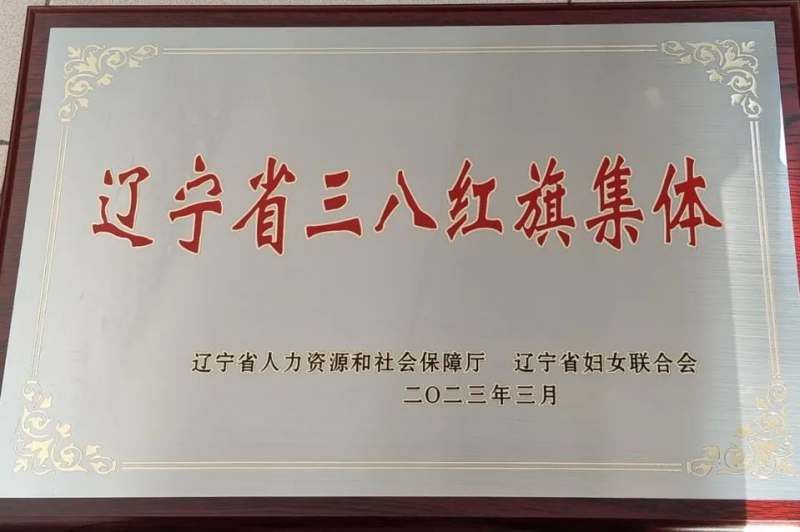 辽宁省三八红旗集体
辽宁省人力资源和社会保障厅 辽宁省妇女联合会
二〇二三年三月